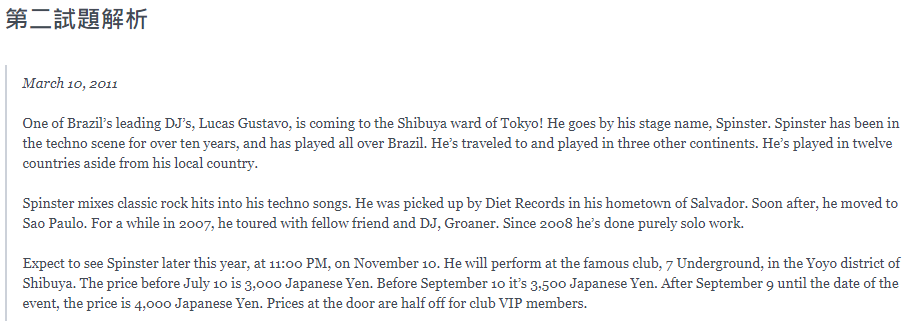 第二試題解析
March 10, 2011
One of Brazil's leading DJ's, Lucas Gustavo, is coming to the Shibuya ward of Tokyo! He goes by his stage name, Spinster. Spinster has been in
the techno scene for over ten years, and has played all over Brazil. He's traveled to and played in three other continents. He's played in twelve
countries aside from his local country.
Spinster mixes classic rock hits into his techno songs. He was picked up by Diet Records in his hometown of Salvador. Soon after, he moved to
Sao Paulo. For a while in 2007, he toured with fellow friend and DJ, Groaner. Since 2008 he's done purely solo work.
Expect to see Spinster later this year, at 11:00 PM, on November 10. He will perform at the famous club, 7 Underground, in the Yoyo district of
Shibuya. The price before July 10 is 3,000 Japanese Yen. Before September 10 it's 3,500 Japanese Yen. After September 9 until the date of the
event, the price is 4,000 Japanese Yen. Prices at the door are half off for club VIP members.